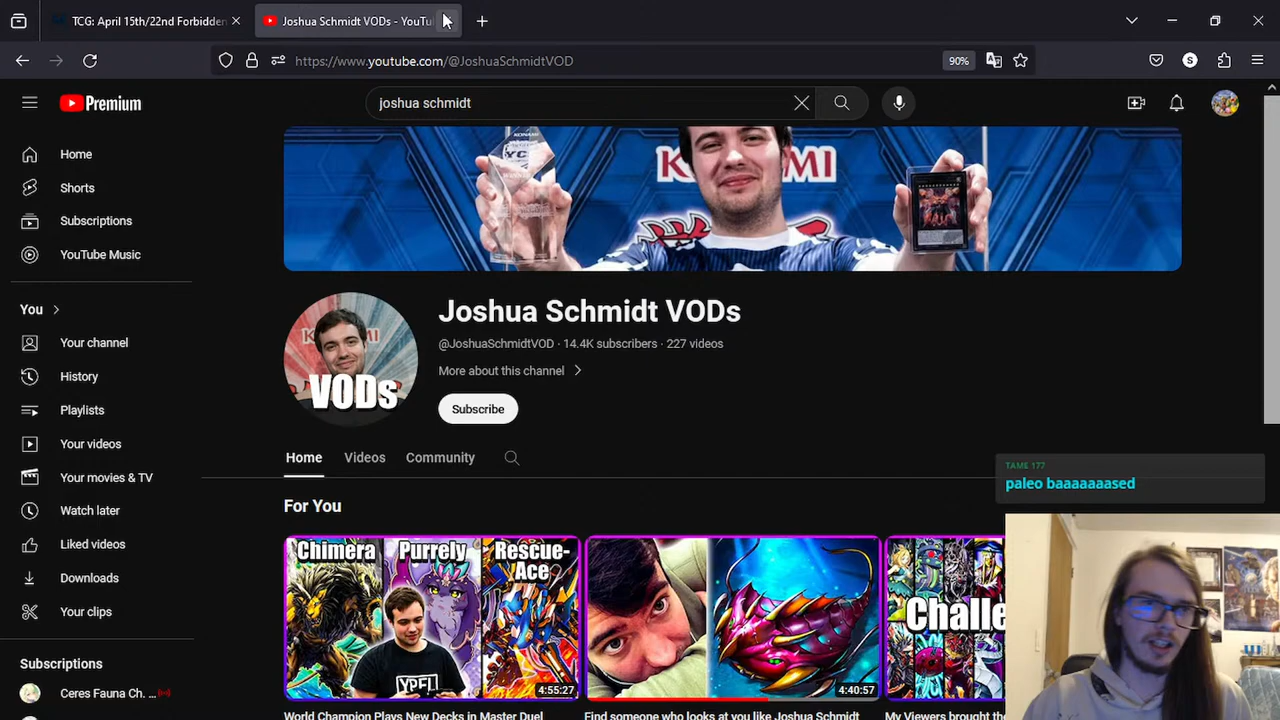 TCG: April 15th/22nd Forbidden
Joshua Schmidt VODs - YouTu
https://www.youtube.com/@JoshuaSchmidtVOD
90%
S
Premium
joshua schmidt
Home
Shorts
Subscriptions
YouTube Music
You
Your channel
History
Playlists
Your videos
Your movies & TV
Watch later
Liked videos
Downloads
Your clips
Subscriptions
Ceres Fauna Ch. ...
KONAMI
YC
K MI
KONAMI
VODs
Joshua Schmidt VODs
@JoshuaSchmidtVOD · 14.4K subscribers · 227 videos
More about this channel
Subscribe
Home
Videos
Community
For You
TAME 177
paleo baaaaaaased
Chimera
Purrely
Rescue-
Ace
4:55:27
4:40:57
Challe
World Champion Plays New Decks in Master Duel
Find someone who looks at you like Joshua Schmidt
My Viewers brought the